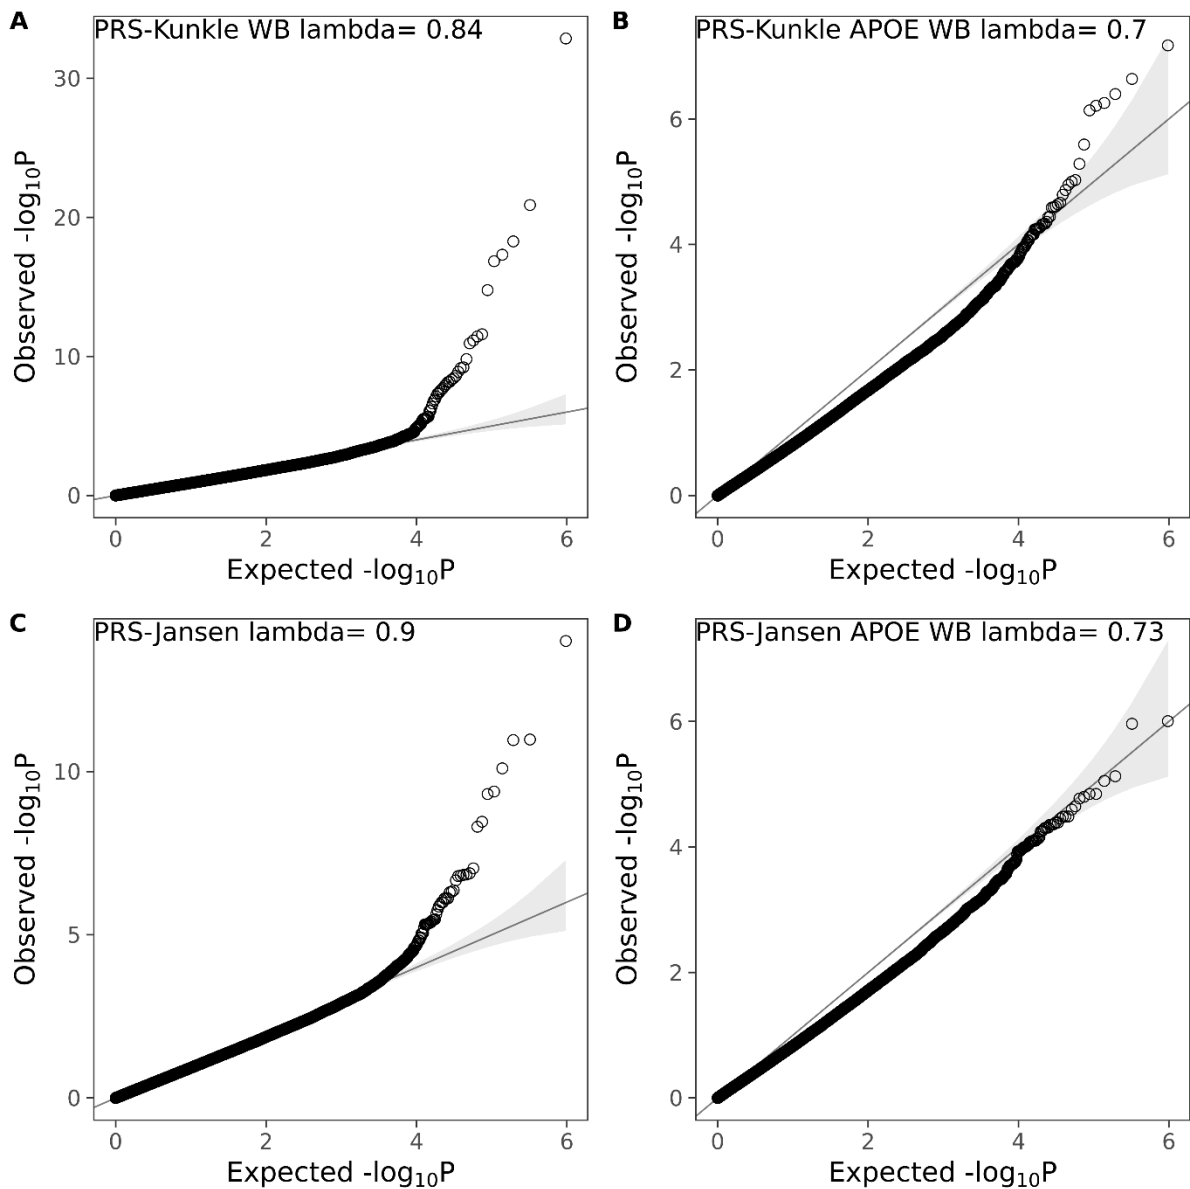 A
PRS-Kunkle WB lambda= 0.84
30
20
10
0
Observed -log10P
0 2 4 6
Expected -log10P
B
PRS-Kunkle APOE WB lambda= 0.7
6
4
2
0
Observed -log10P
0 2 4 6
Expected -log10P
C
PRS-Jansen lambda= 0.9
10
5
0
Observed -log10P
0 2 4 6
Expected -log10P
D
PRS-Jansen APOE WB lambda= 0.73
6
4
2
0
Observed -log10P
0 2 4 6
Expected -log10P